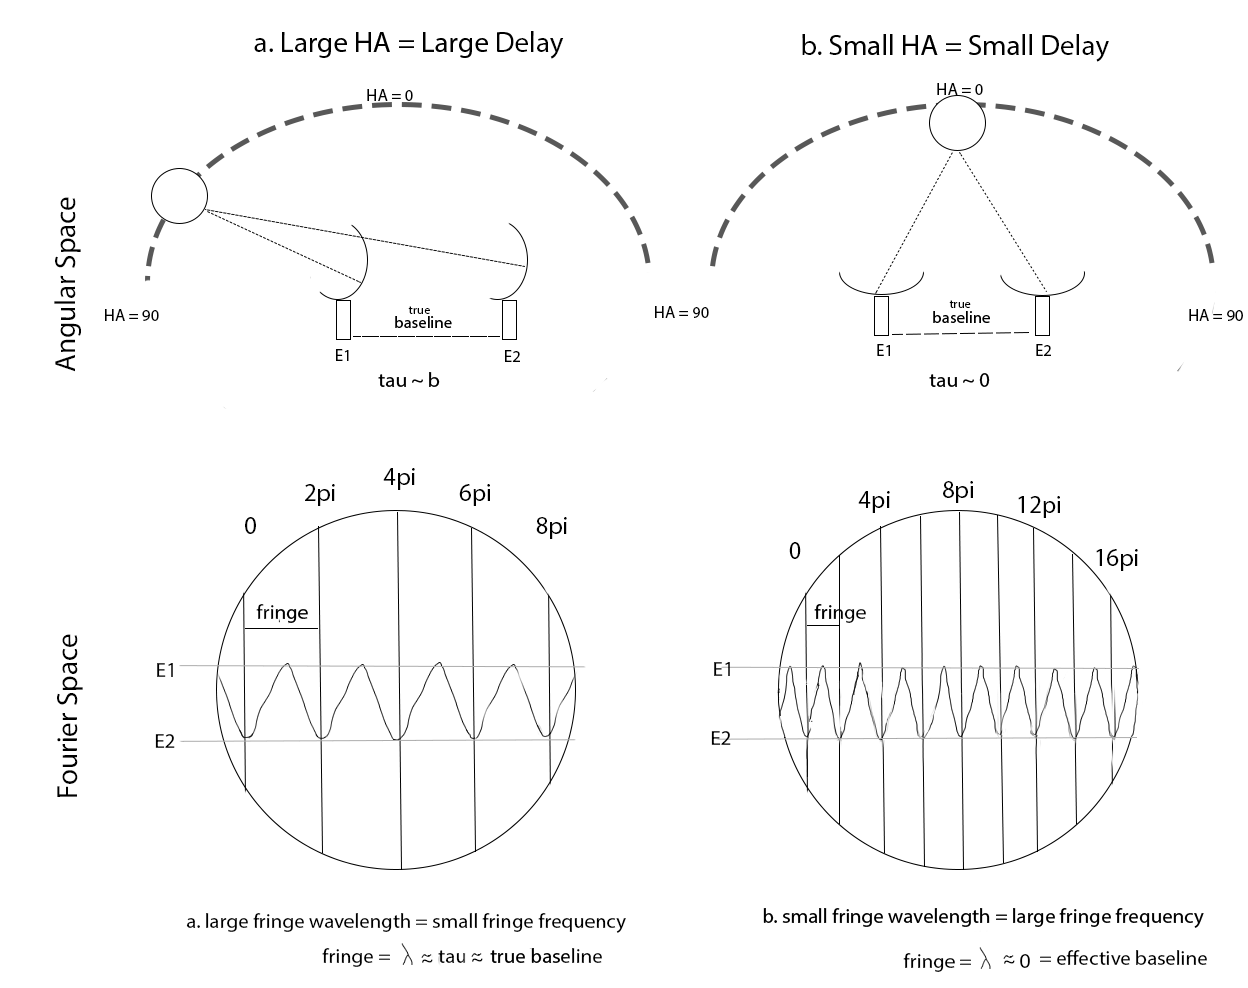 a. Large HA = Large Delay
b. Small HA = Small Delay
HA = 0
HA = 0
Angular Space
HA = 90
true
baseline
HA = 90
true
baseline
HA = 90
E1
E2
E1
E2
tau ~ b
tau ~ 0
Fourier Space
0
2pi
4pi
6pi
8pi
0
4pi
8pi
12pi
16pi
fringe
fringe
E1
E2
E1
E2
a. large fringe wavelength = small fringe frequency
fringe = λ ≈ tau ≈ true baseline
b. small fringe wavelength = large fringe frequency
fringe = λ ≈ 0 = effective baseline